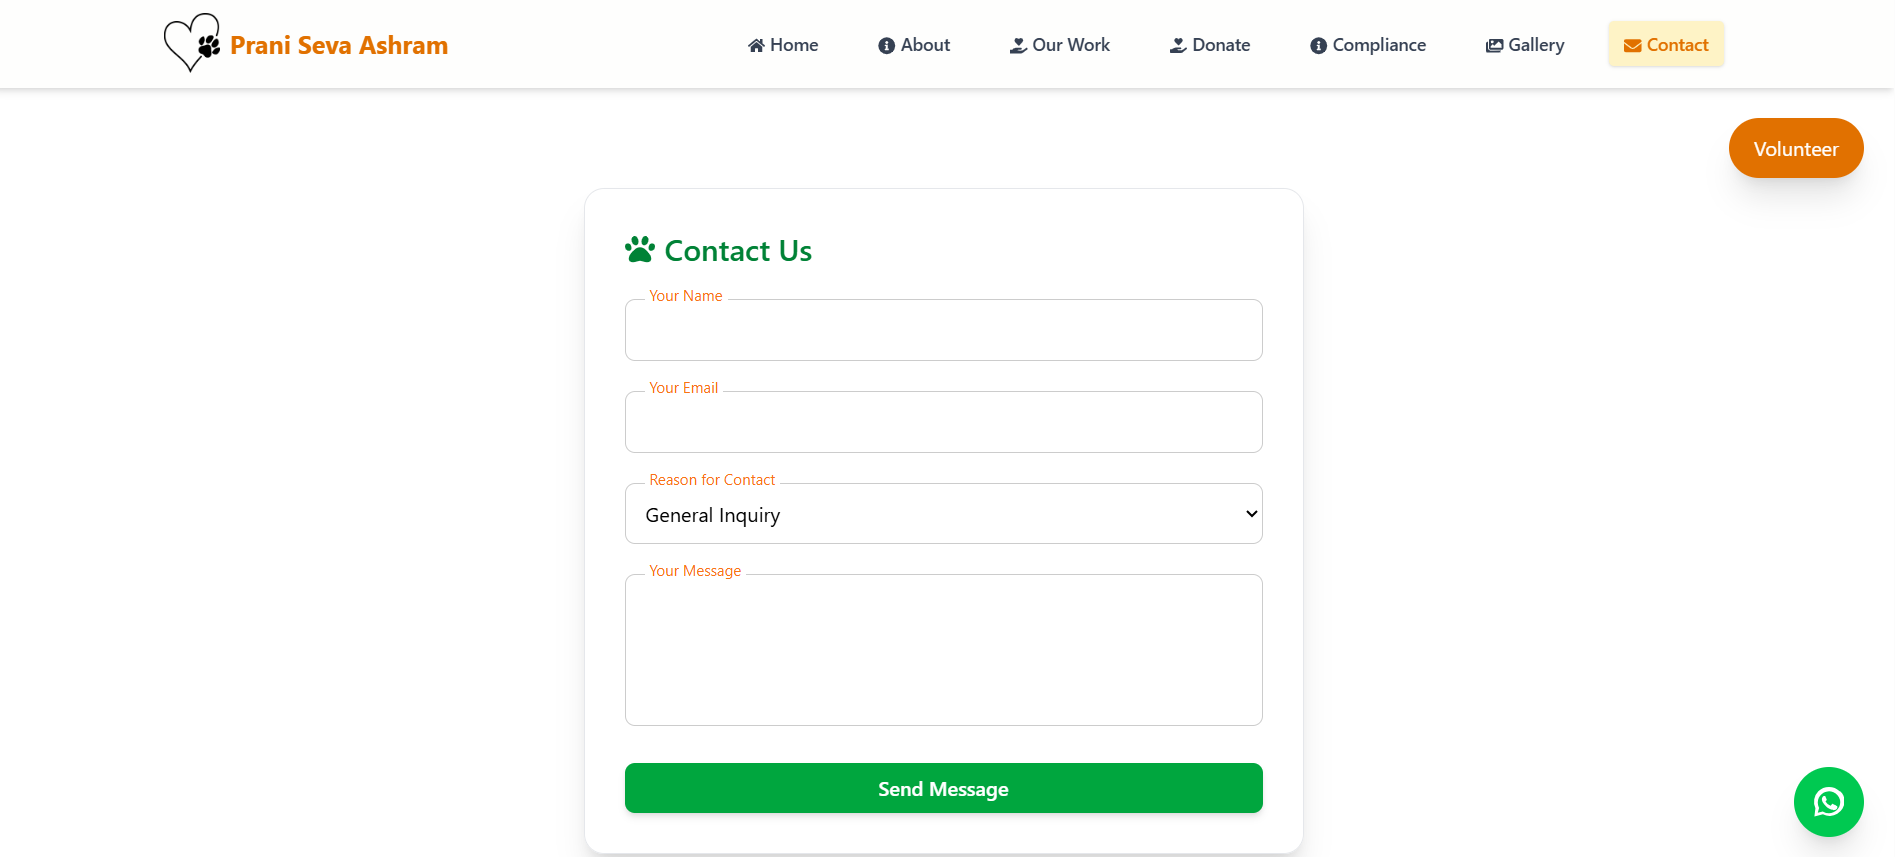 Prani Seva Ashram
Home About Our Work Donate Compliance Gallery Contact
Volunteer
Contact Us
Your Name
Your Email
Reason for Contact
General Inquiry
Your Message
Send Message